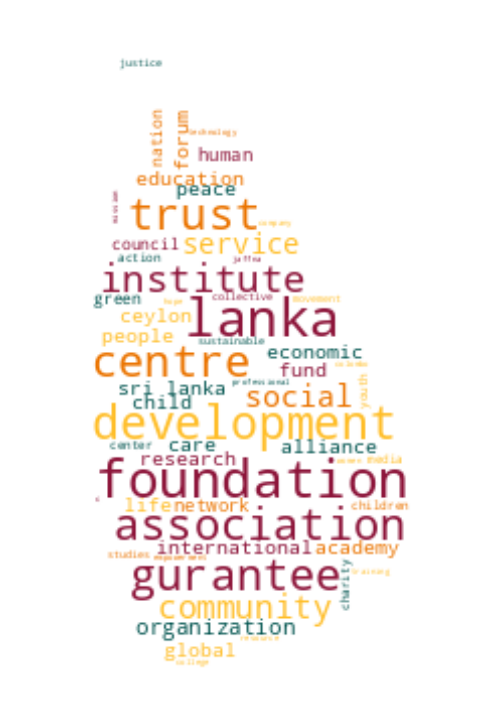 justice
nation
forum
technology
human
education
peace
mission
trust
company
council service
action
jaffna
institute
green
hope
collective
movement
ceylon
lanka
people
sustainable
centre
economic
fund
colombo
professional
sri lanka
social
youth
child
development
center care
alliance
research
media
foundation
life network
children
association
international academy
studies
empowerment
gurantee
charity
training
community
organization
resource
global
college